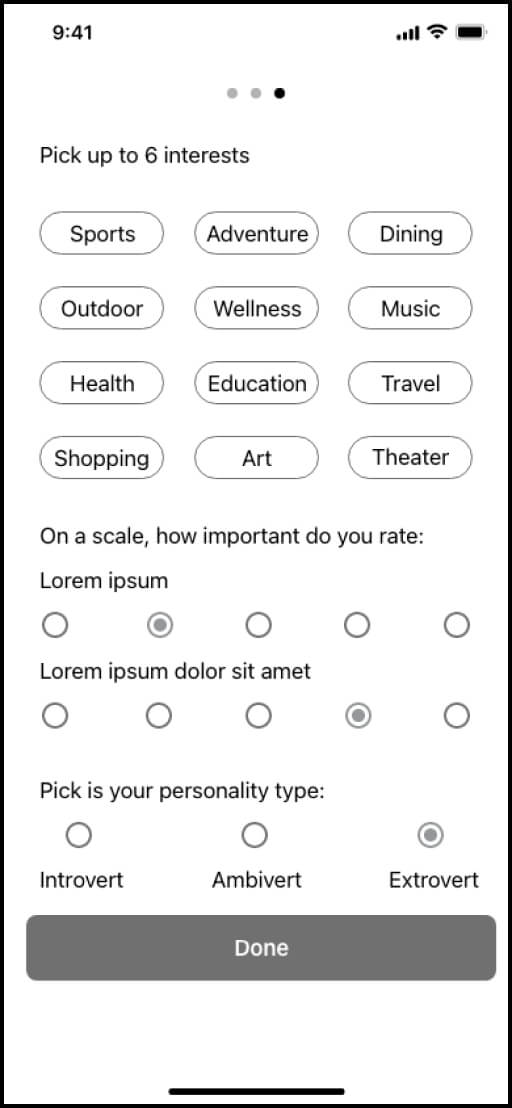 9:41
Pick up to 6 interests
Sports Adventure Dining
Outdoor Wellness Music
Health Education Travel
Shopping Art Theater
On a scale, how important do you rate:
Lorem ipsum
Lorem ipsum dolor sit amet
Pick is your personality type:
Introvert Ambivert Extrovert
Done